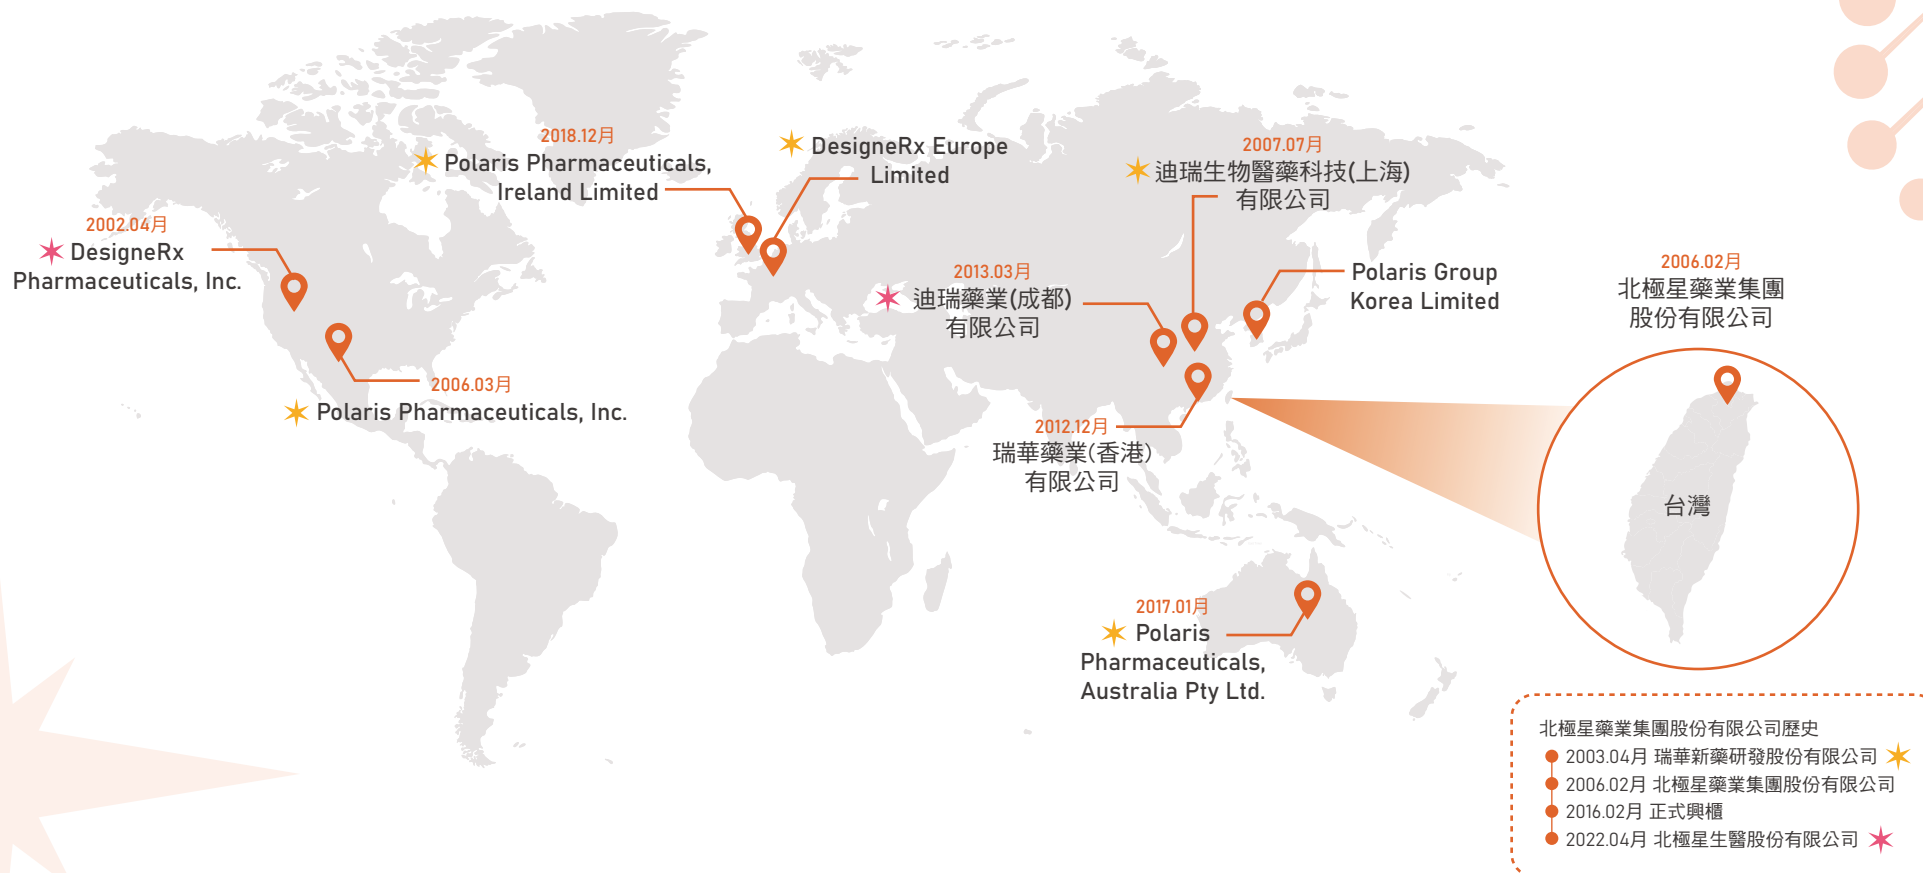 2002.04月
DesigneRx
Pharmaceuticals, Inc.
2006.03月
Polaris Pharmaceuticals, Inc.
2018.12月
Polaris Pharmaceuticals,
Ireland Limited
DesigneRx Europe
Limited
2007.07月
迪瑞生物醫藥科技(上海)
有限公司
2013.03月
迪瑞藥業(成都)
有限公司
Polaris Group
Korea Limited
2012.12月
瑞華藥業(香港)
有限公司
2017.01月
Polaris
Pharmaceuticals,
Australia Pty Ltd.
2006.02月
北極星藥業集團
股份有限公司
台灣
北極星藥業集團股份有限公司歷史
2003.04月 瑞華新藥研發股份有限公司
2006.02月 北極星藥業集團股份有限公司
2016.02月 正式興櫃
2022.04月 北極星生醫股份有限公司